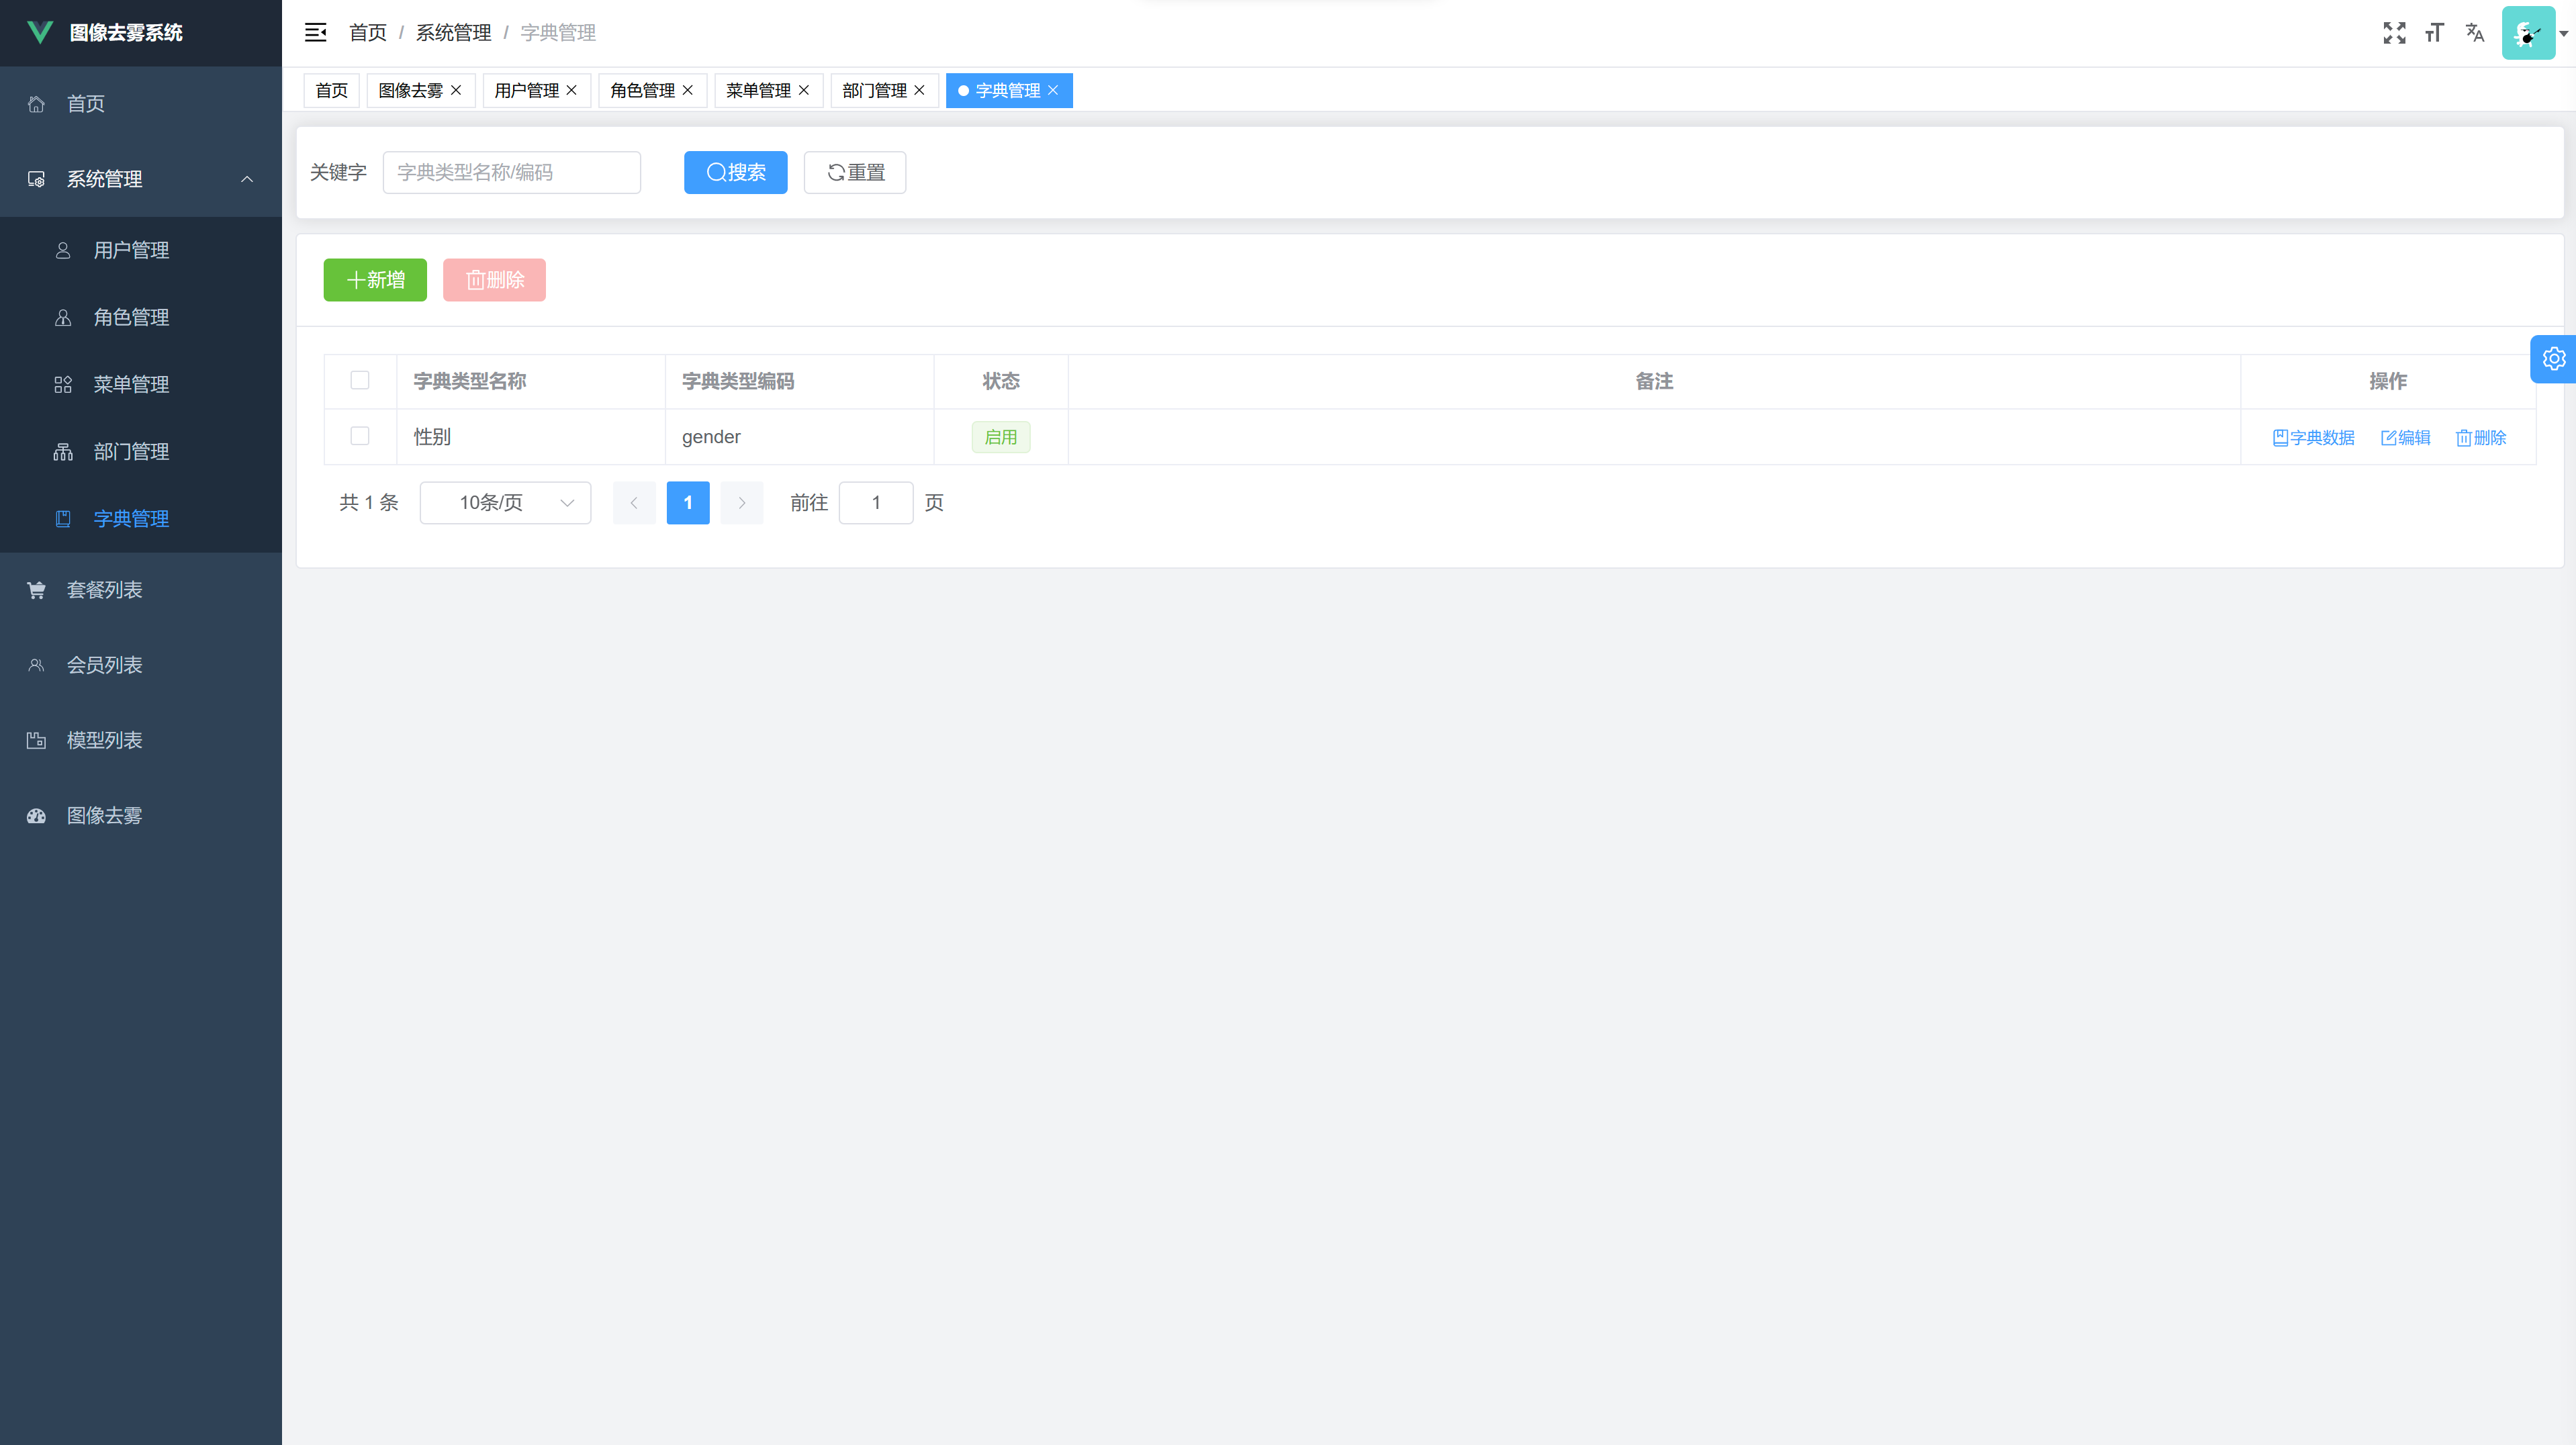 图像去雾系统
首页 / 系统管理 / 字典管理
首页 图像去雾 用户管理 角色管理 菜单管理 部门管理 字典管理
首页
系统管理
用户管理
角色管理
菜单管理
部门管理
字典管理
套餐列表
会员列表
模型列表
图像去雾
关键字 字典类型名称/编码 搜索 重置
新增 删除
字典类型名称 字典类型编码 状态 备注 操作
性别 gender 启用 字典数据 编辑 删除
共 1 条 10条/页 1 前往 1 页